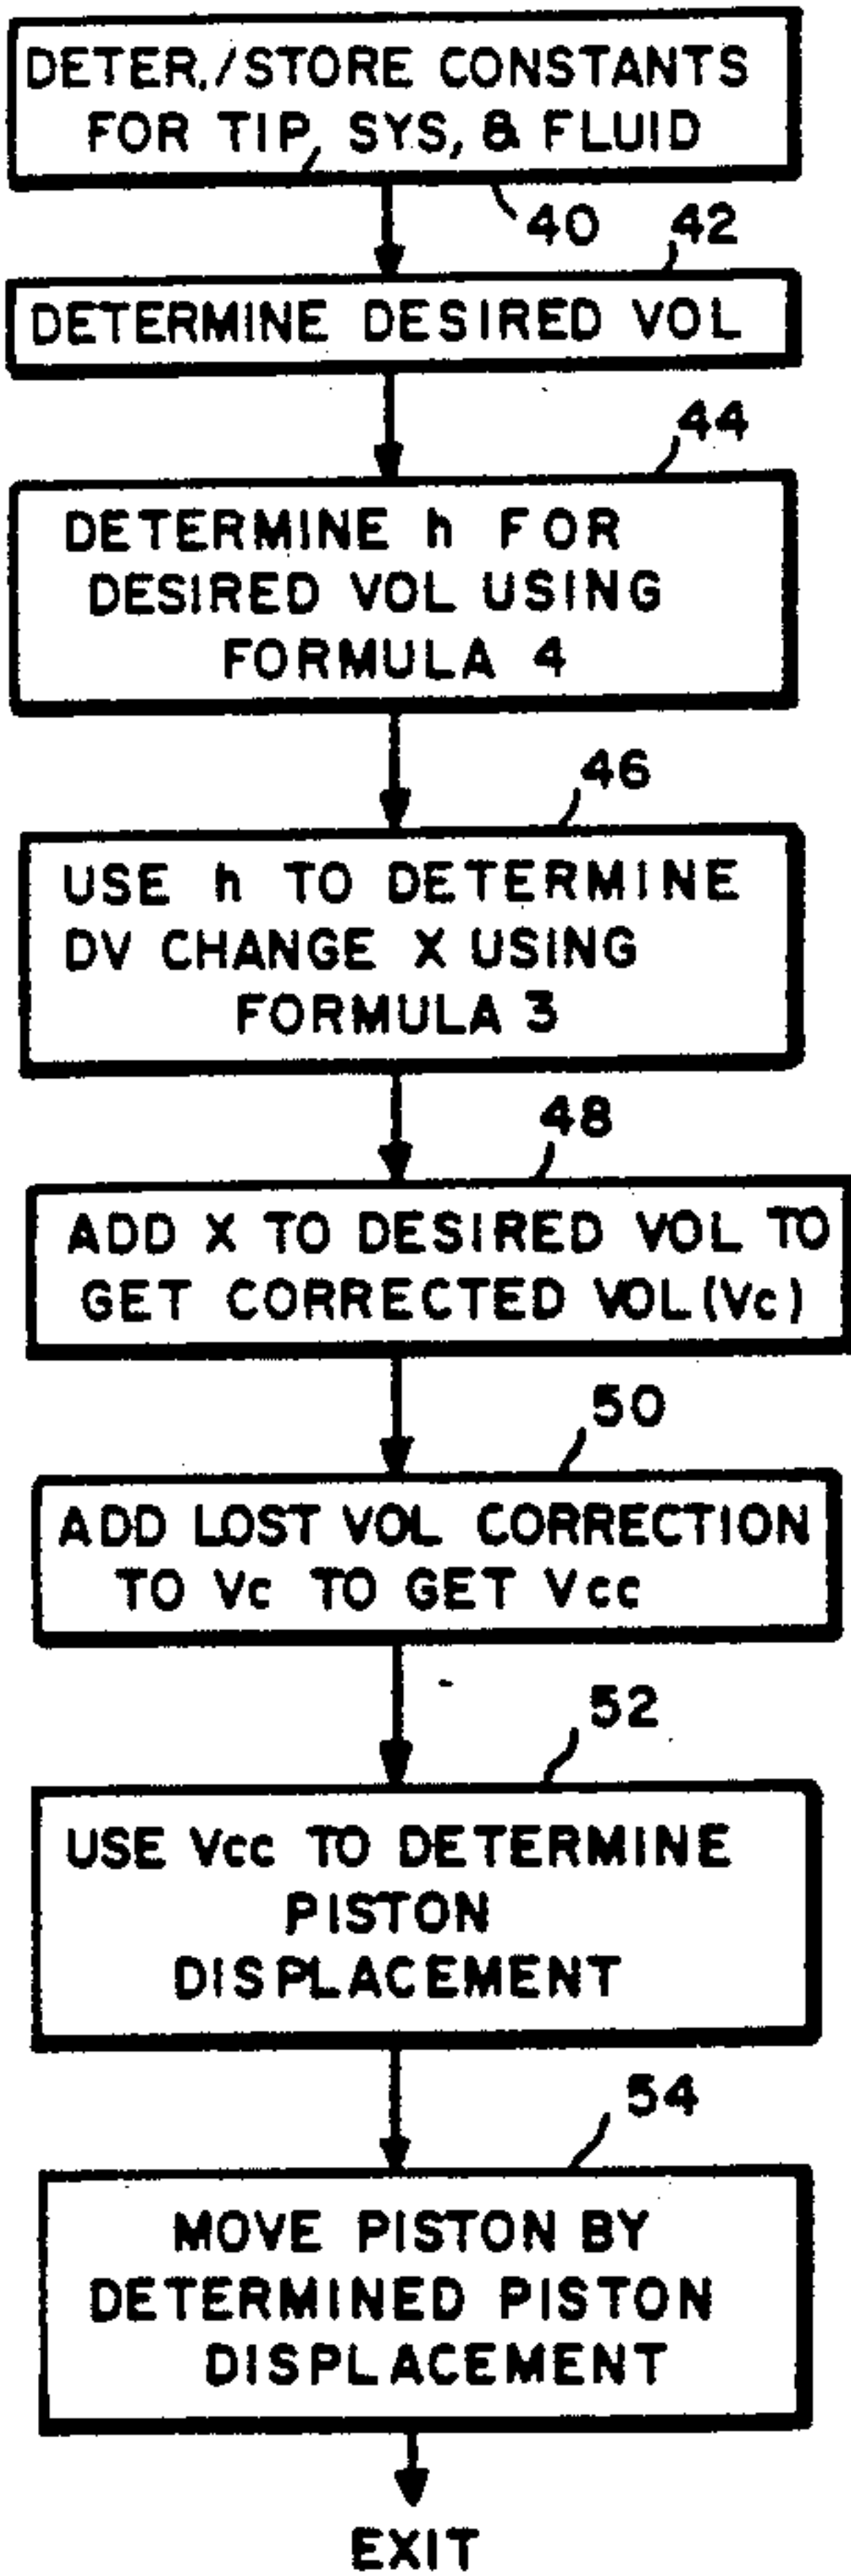 DETER./STORE CONSTANTS
FOR TIP, SYS, & FLUID
40
42
DETERMINE DESIRED VOL
44
DETERMINE h FOR
DESIRED VOL USING
FORMULA 4
46
USE h TO DETERMINE
DV CHANGE X USING
FORMULA 3
48
ADD X TO DESIRED VOL TO
GET CORRECTED VOL(Vc)
50
ADD LOST VOL CORRECTION
TO Vc TO GET Vcc
52
USE Vcc TO DETERMINE
PISTON
DISPLACEMENT
54
MOVE PISTON BY
DETERMINED PISTON
DISPLACEMENT
EXIT